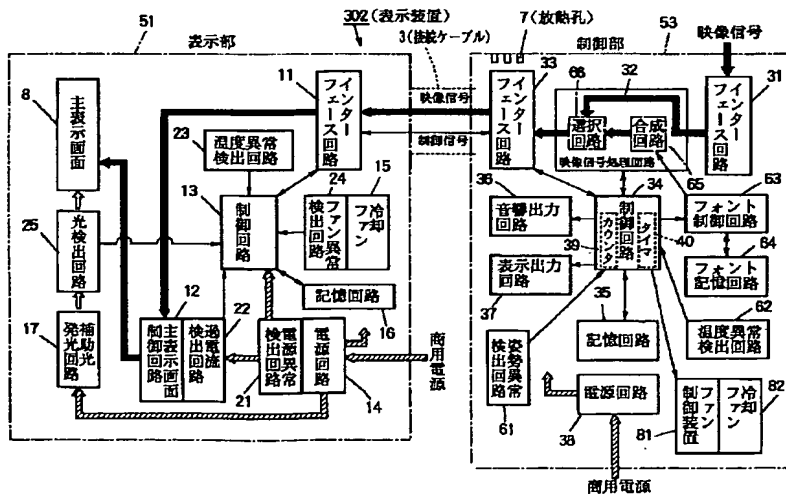 51
302(表示装置)
7(放熱孔)
53
表示部
3(接続ケーブル)
制御部
映像信号
8
主表示画面
11
インターフェース回路
33
インターフェース回路
66
32
31
インターフェース回路
映像信号
制御信号
選択回路
合成回路
映像信号処理回路
65
23
温度異常検出回路
13
制御回路
24
15
ファン異常検出回路
冷却ファン
25
光検出回路
記憶回路
16
36
音響出力回路
34
制御回路
39
カウンタ
タイマ
40
63
フォント制御回路
64
フォント記憶回路
37
表示出力回路
35
記憶回路
62
温度異常検出回路
17
補助光発光回路
12
主表示画面制御回路
過電流検出回路
22
電源異常検出回路
21
電源回路
14
商用電源
姿勢異常検出回路
61
電源回路
38
制御装置
ファン
81
冷却ファン
82
商用電源